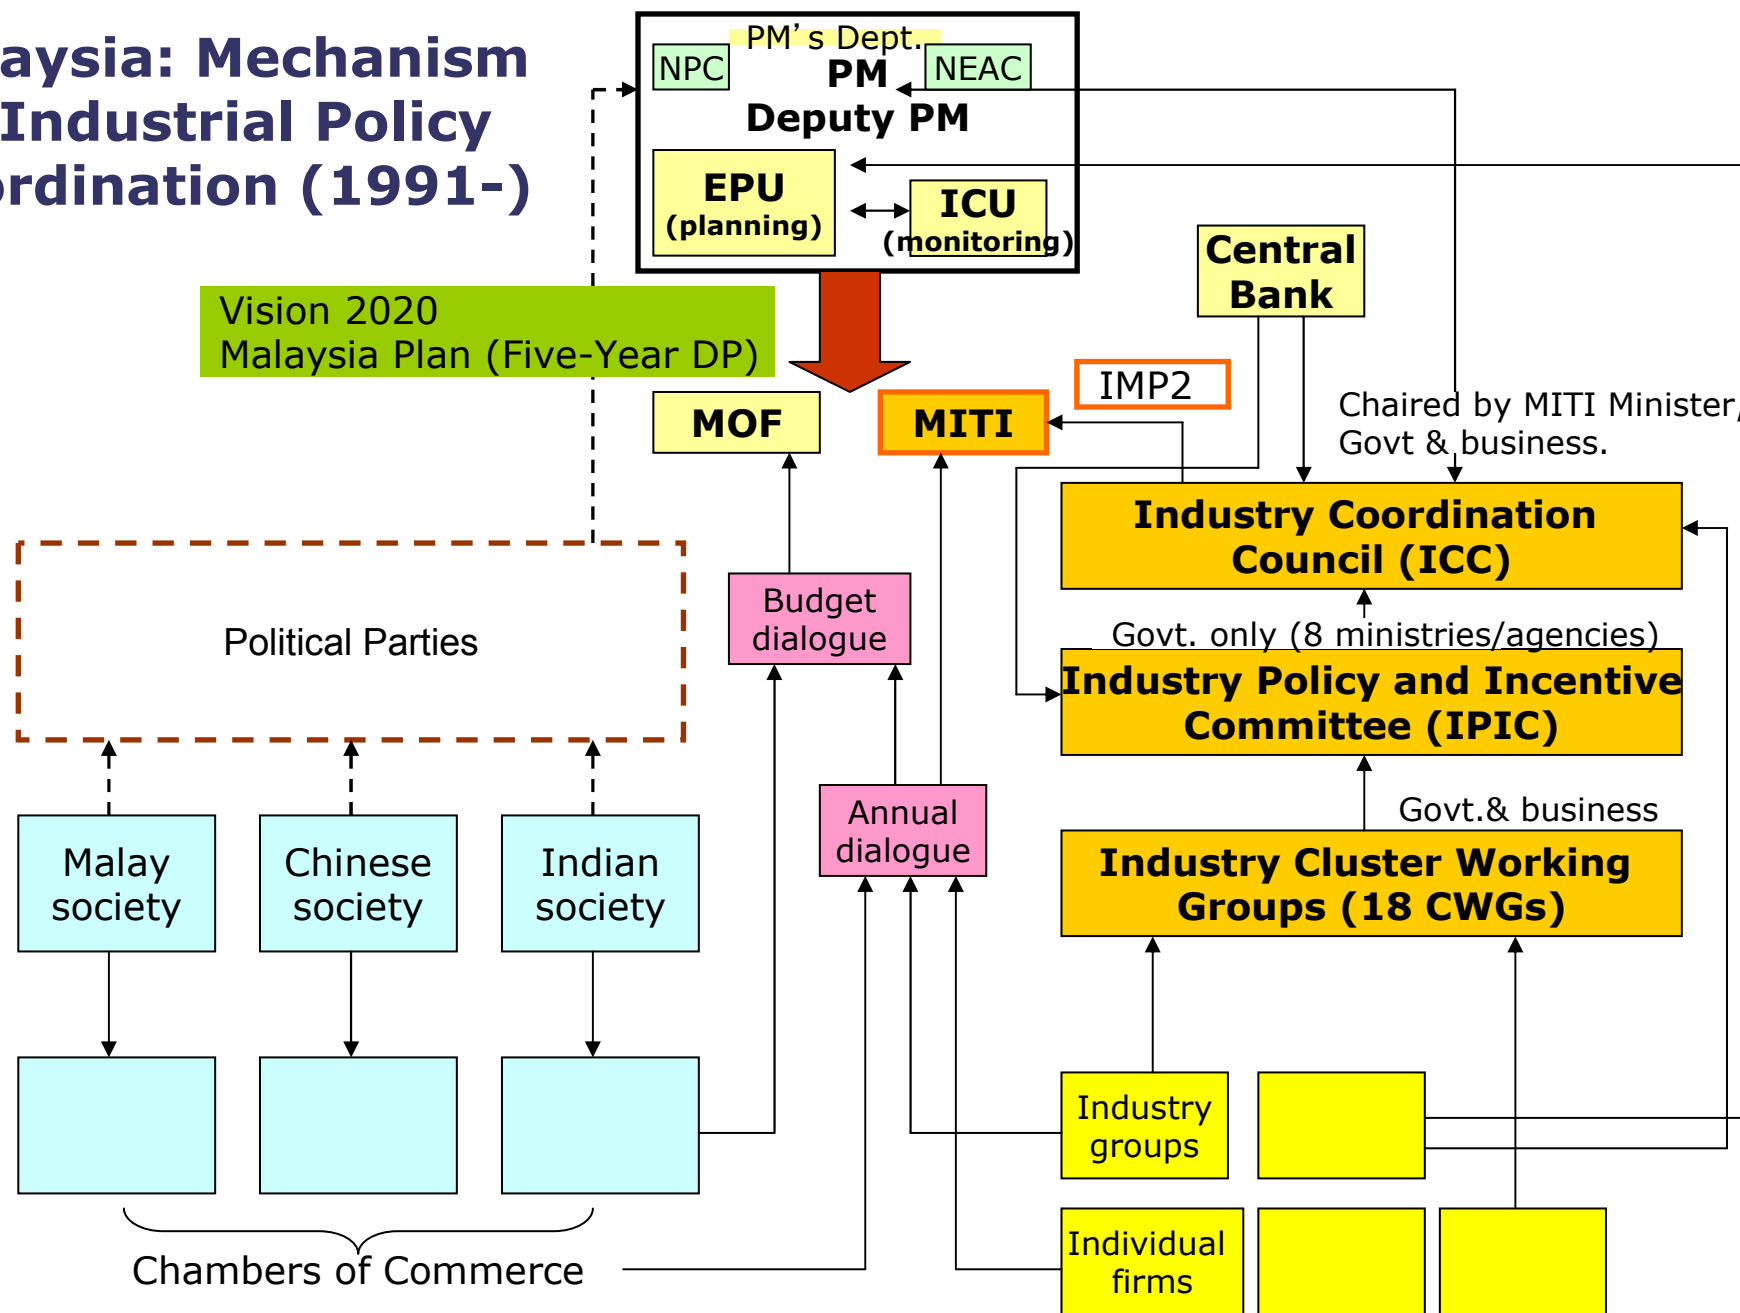 aysia: Mechanism
Industrial Policy
ordination (1991-)
PM’s Dept.
NPC
PM
NEAC
Deputy PM
EPU
(planning)
ICU
(monitoring)
Central
Bank
Vision 2020
Malaysia Plan (Five-Year DP)
IMP2
MOF
MITI
Chaired by MITI Minister,
Govt & business.
Industry Coordination
Council (ICC)
Budget
dialogue
Political Parties
Govt. only (8 ministries/agencies)
Industry Policy and Incentive
Committee (IPIC)
Annual
dialogue
Govt.& business
Industry Cluster Working
Groups (18 CWGs)
Malay
society
Chinese
society
Indian
society
Industry
groups
Individual
firms
Chambers of Commerce